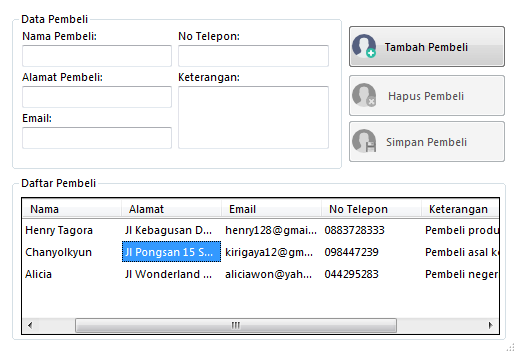 Data Pembeli
Nama Pembeli:
No Telepon:
Alamat Pembeli:
Keterangan:
Email:
Tambah Pembeli
Hapus Pembeli
Simpan Pembeli
Daftar Pembeli
Nama Alamat Email No Telepon Keterangan
Henry Tagora Jl Kebagusan D... henry128@gmai... 0883728333 Pembeli produ
Chanyolkyun Jl Pongsan 15 S... kirigaya12@gm... 098447239 Pembeli asal ko
Alicia Jl Wonderland ... aliciawon@yah... 044295283 Pembeli neger